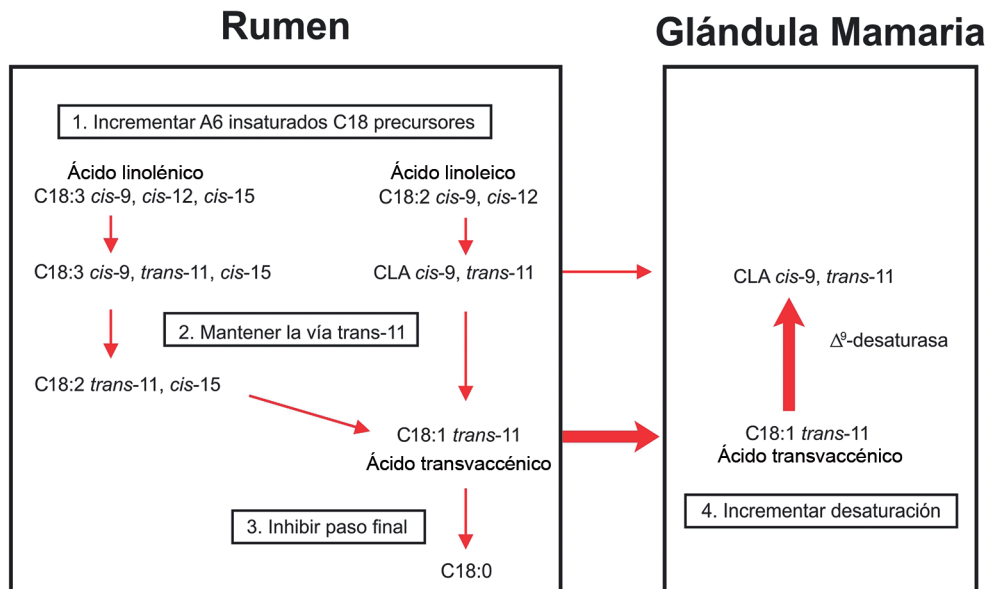 Rumen
Glándula Mamaria
1. Incrementar A6 insaturados C18 precursores
Ácido linolénico
C18:3 cis-9, cis-12, cis-15
Ácido linoleico
C18:2 cis-9, cis-12
C18:3 cis-9, trans-11, cis-15
CLA cis-9, trans-11
CLA cis-9, trans-11
2. Mantener la vía trans-11
Δ⁹-desaturasa
C18:2 trans-11, cis-15
C18:1 trans-11
Ácido transvaccénico
C18:1 trans-11
Ácido transvaccénico
3. Inhibir paso final
4. Incrementar desaturación
C18:0